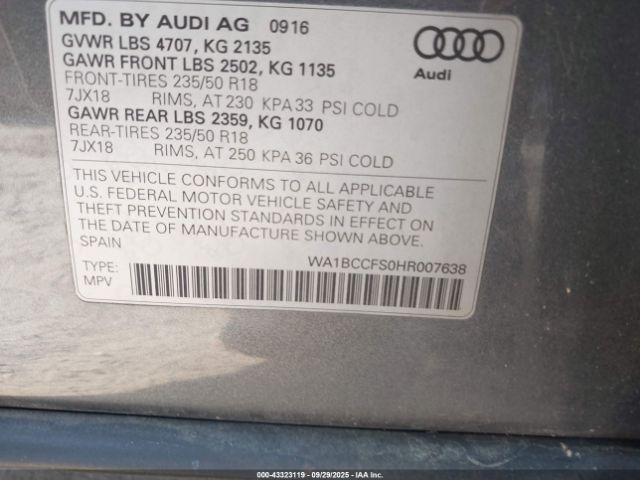 MFD. BY AUDI AG 0916
GVWR LBS 4707, KG 2135
GAWR FRONT LBS 2502, KG 1135
FRONT-TIRES 235/50 R18
7JX18 RIMS, AT 230 KPA 33 PSI COLD
GAWR REAR LBS 2359, KG 1070
REAR-TIRES 235/50 R18
7JX18 RIMS, AT 250 KPA 36 PSI COLD
Audi
THIS VEHICLE CONFORMS TO ALL APPLICABLE
U.S. FEDERAL MOTOR VEHICLE SAFETY AND
THEFT PREVENTION STANDARDS IN EFFECT ON
THE DATE OF MANUFACTURE SHOWN ABOVE.
SPAIN
WA1BCCFS0HR007638
TYPE:
MPV
000-43323119 - 09/29/2025 - IAA Inc.